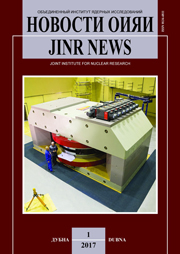 ОБЪЕДИНЕННЫЙ ИНСТИТУТ ЯДЕРНЫХ ИССЛЕДОВАНИЙ
НОВОСТИ ОИЯИ
JINR NEWS
JOINT INSTITUTE FOR NUCLEAR RESEARCH
1
ДУБНА DUBNA
2017